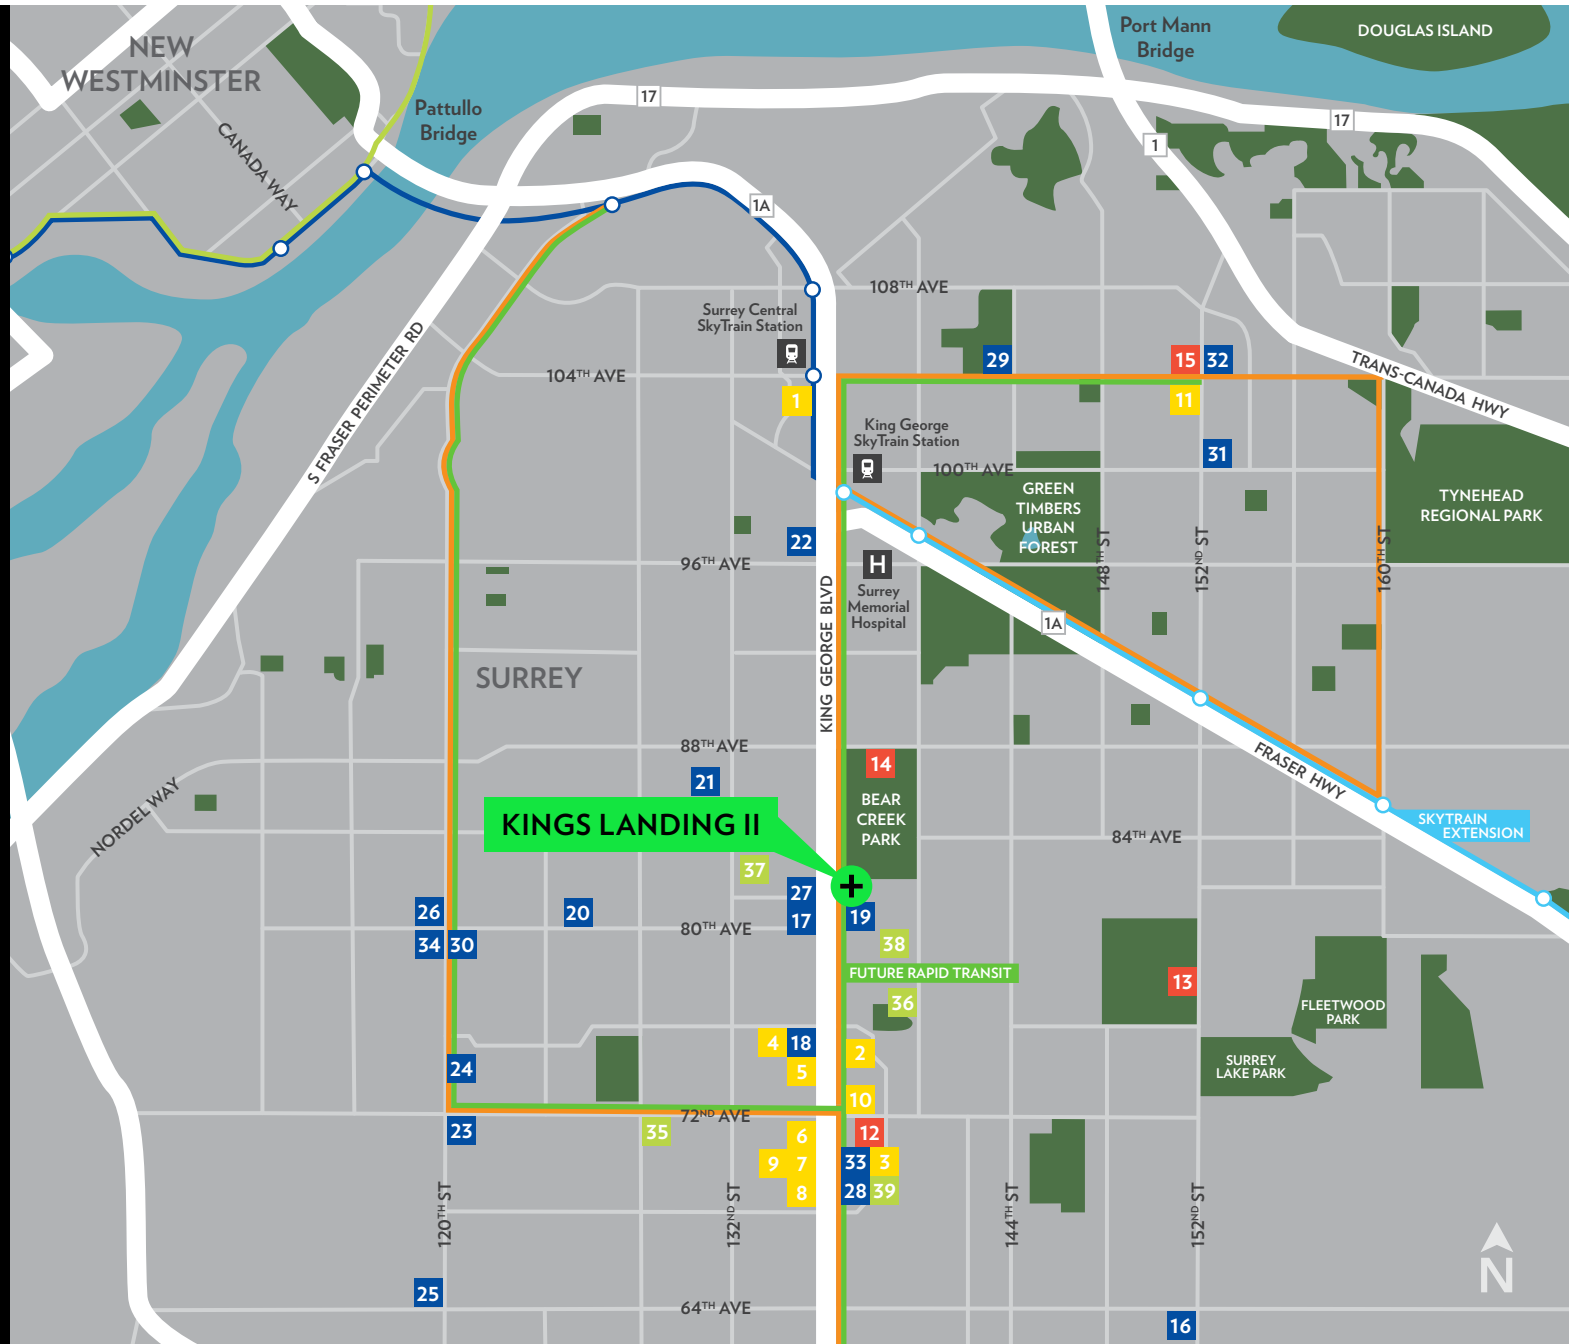 NEW
WESTMINSTER
Port Mann
Bridge
DOUGLAS ISLAND
Pattullo
Bridge
17
17
1
CANADA WAY
1A
108TH AVE
Surrey Central
SkyTrain Station
S FRASER PERIMETER RD
104TH AVE
29
15
32
TRANS-CANADA HWY
1
11
King George
SkyTrain Station
31
100TH AVE
GREEN
TIMBERS
URBAN
FOREST
TYNEHEAD
REGIONAL PARK
22
148TH ST
152ND ST
160TH ST
96TH AVE
H
Surrey
Memorial
Hospital
KING GEORGE BLVD
1A
SURREY
88TH AVE
14
FRASER HWY
21
BEAR
CREEK
PARK
NORDEL WAY
KINGS LANDING II
SKYTRAIN
EXTENSION
84TH AVE
37
27
26
20
17
19
80TH AVE
34
30
38
FUTURE RAPID TRANSIT
13
36
FLEETWOOD
PARK
4
18
2
24
5
SURREY
LAKE PARK
10
72ND AVE
23
35
6
12
9
7
33
3
8
28
39
120TH ST
132ND ST
144TH ST
152ND ST
N
25
64TH AVE
16